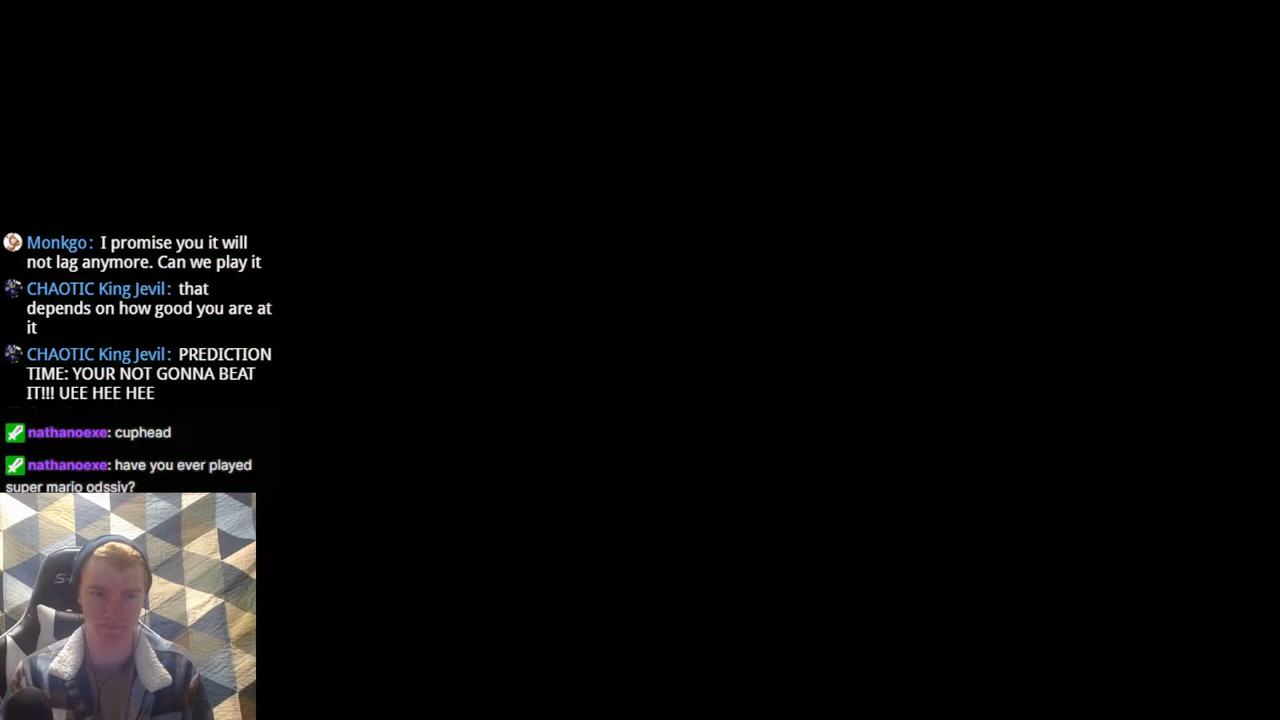 Monkgo: I promise you it will
not lag anymore. Can we play it
CHAOTIC King Jevil: that
depends on how good you are at
it
CHAOTIC King Jevil: PREDICTION
TIME: YOUR NOT GONNA BEAT
IT!!! UEE HEE HEE
nathanoexe: cuphead
nathanoexe: have you ever played
super mario odssiy?